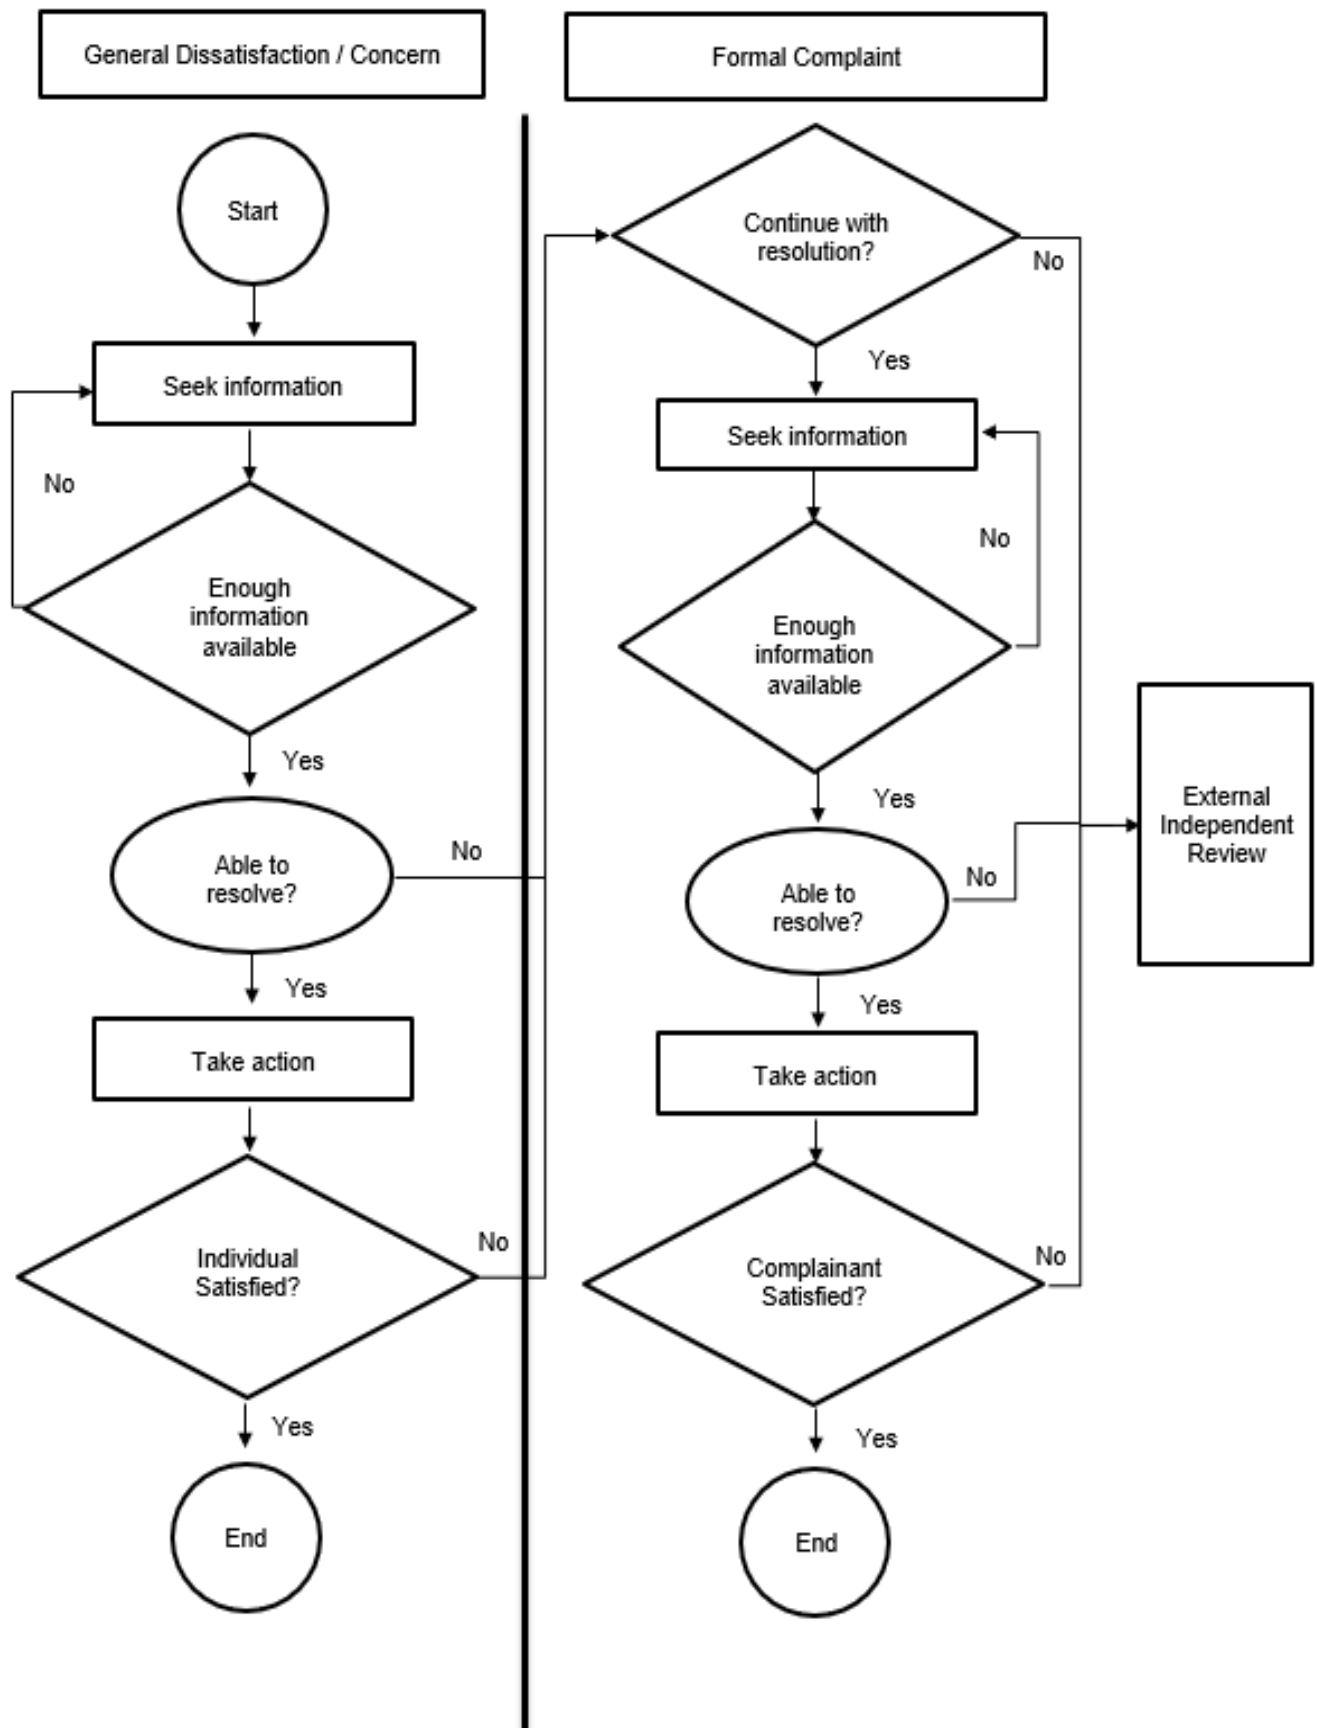 General Dissatisfaction / Concern
Start
Seek information
No
Enough
information
available
Yes
Able to
resolve?
No
Yes
Take action
Individual
Satisfied?
No
Yes
End
Formal Complaint
Continue with
resolution?
No
Yes
Seek information
No
Enough
information
available
Yes
Able to
resolve?
No
Yes
Take action
Complainant
Satisfied?
No
Yes
End
External
Independent
Review